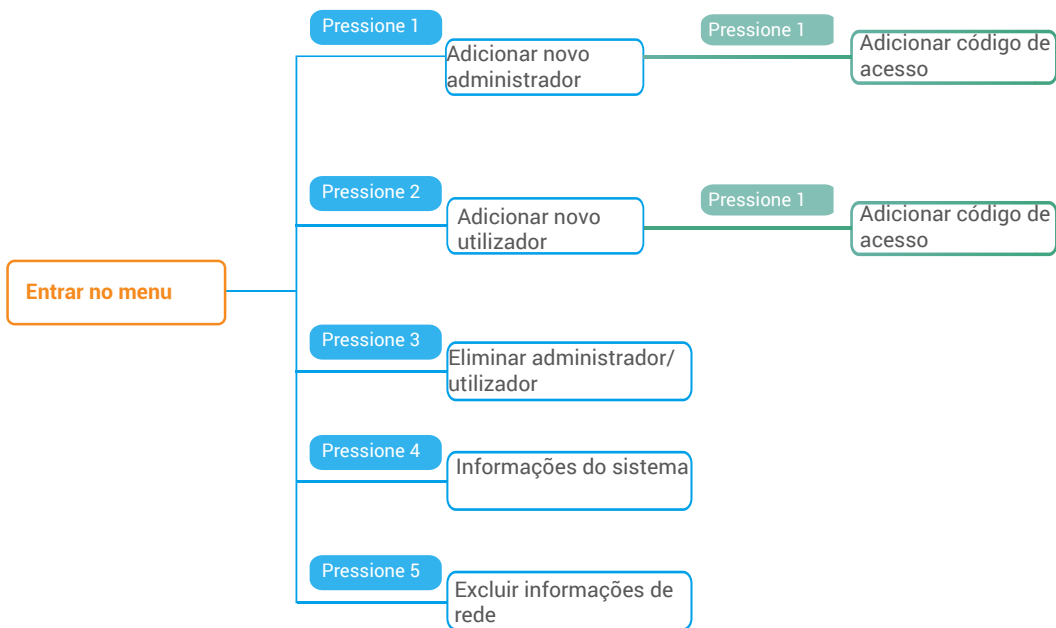 Pressione 1
Adicionar novo
administrador
Pressione 1
Adicionar código de
acesso
Pressione 2
Adicionar novo
utilizador
Pressione 1
Adicionar código de
acesso
Entrar no menu
Pressione 3
Eliminar administrador/
utilizador
Pressione 4
Informações do sistema
Pressione 5
Excluir informações de
rede